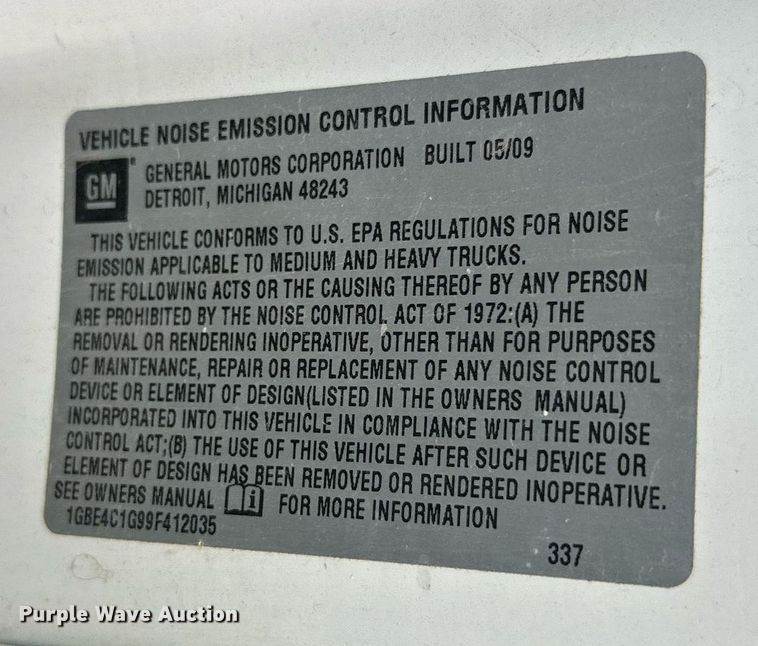 VEHICLE NOISE EMISSION CONTROL INFORMATION
GM
®
GENERAL MOTORS CORPORATION BUILT 05/09
DETROIT, MICHIGAN 48243
THIS VEHICLE CONFORMS TO U.S. EPA REGULATIONS FOR NOISE
EMISSION APPLICABLE TO MEDIUM AND HEAVY TRUCKS.
THE FOLLOWING ACTS OR THE CAUSING THEREOF BY ANY PERSON
ARE PROHIBITED BY THE NOISE CONTROL ACT OF 1972:(A) THE
REMOVAL OR RENDERING INOPERATIVE, OTHER THAN FOR PURPOSES
OF MAINTENANCE, REPAIR OR REPLACEMENT OF ANY NOISE CONTROL
DEVICE OR ELEMENT OF DESIGN(LISTED IN THE OWNERS MANUAL)
INCORPORATED INTO THIS VEHICLE IN COMPLIANCE WITH THE NOISE
CONTROL ACT;(B) THE USE OF THIS VEHICLE AFTER SUCH DEVICE OR
ELEMENT OF DESIGN HAS BEEN REMOVED OR RENDERED INOPERATIVE.
SEE OWNERS MANUAL i FOR MORE INFORMATION
1GBE4C1G99F412035
337
Purple Wave Auction